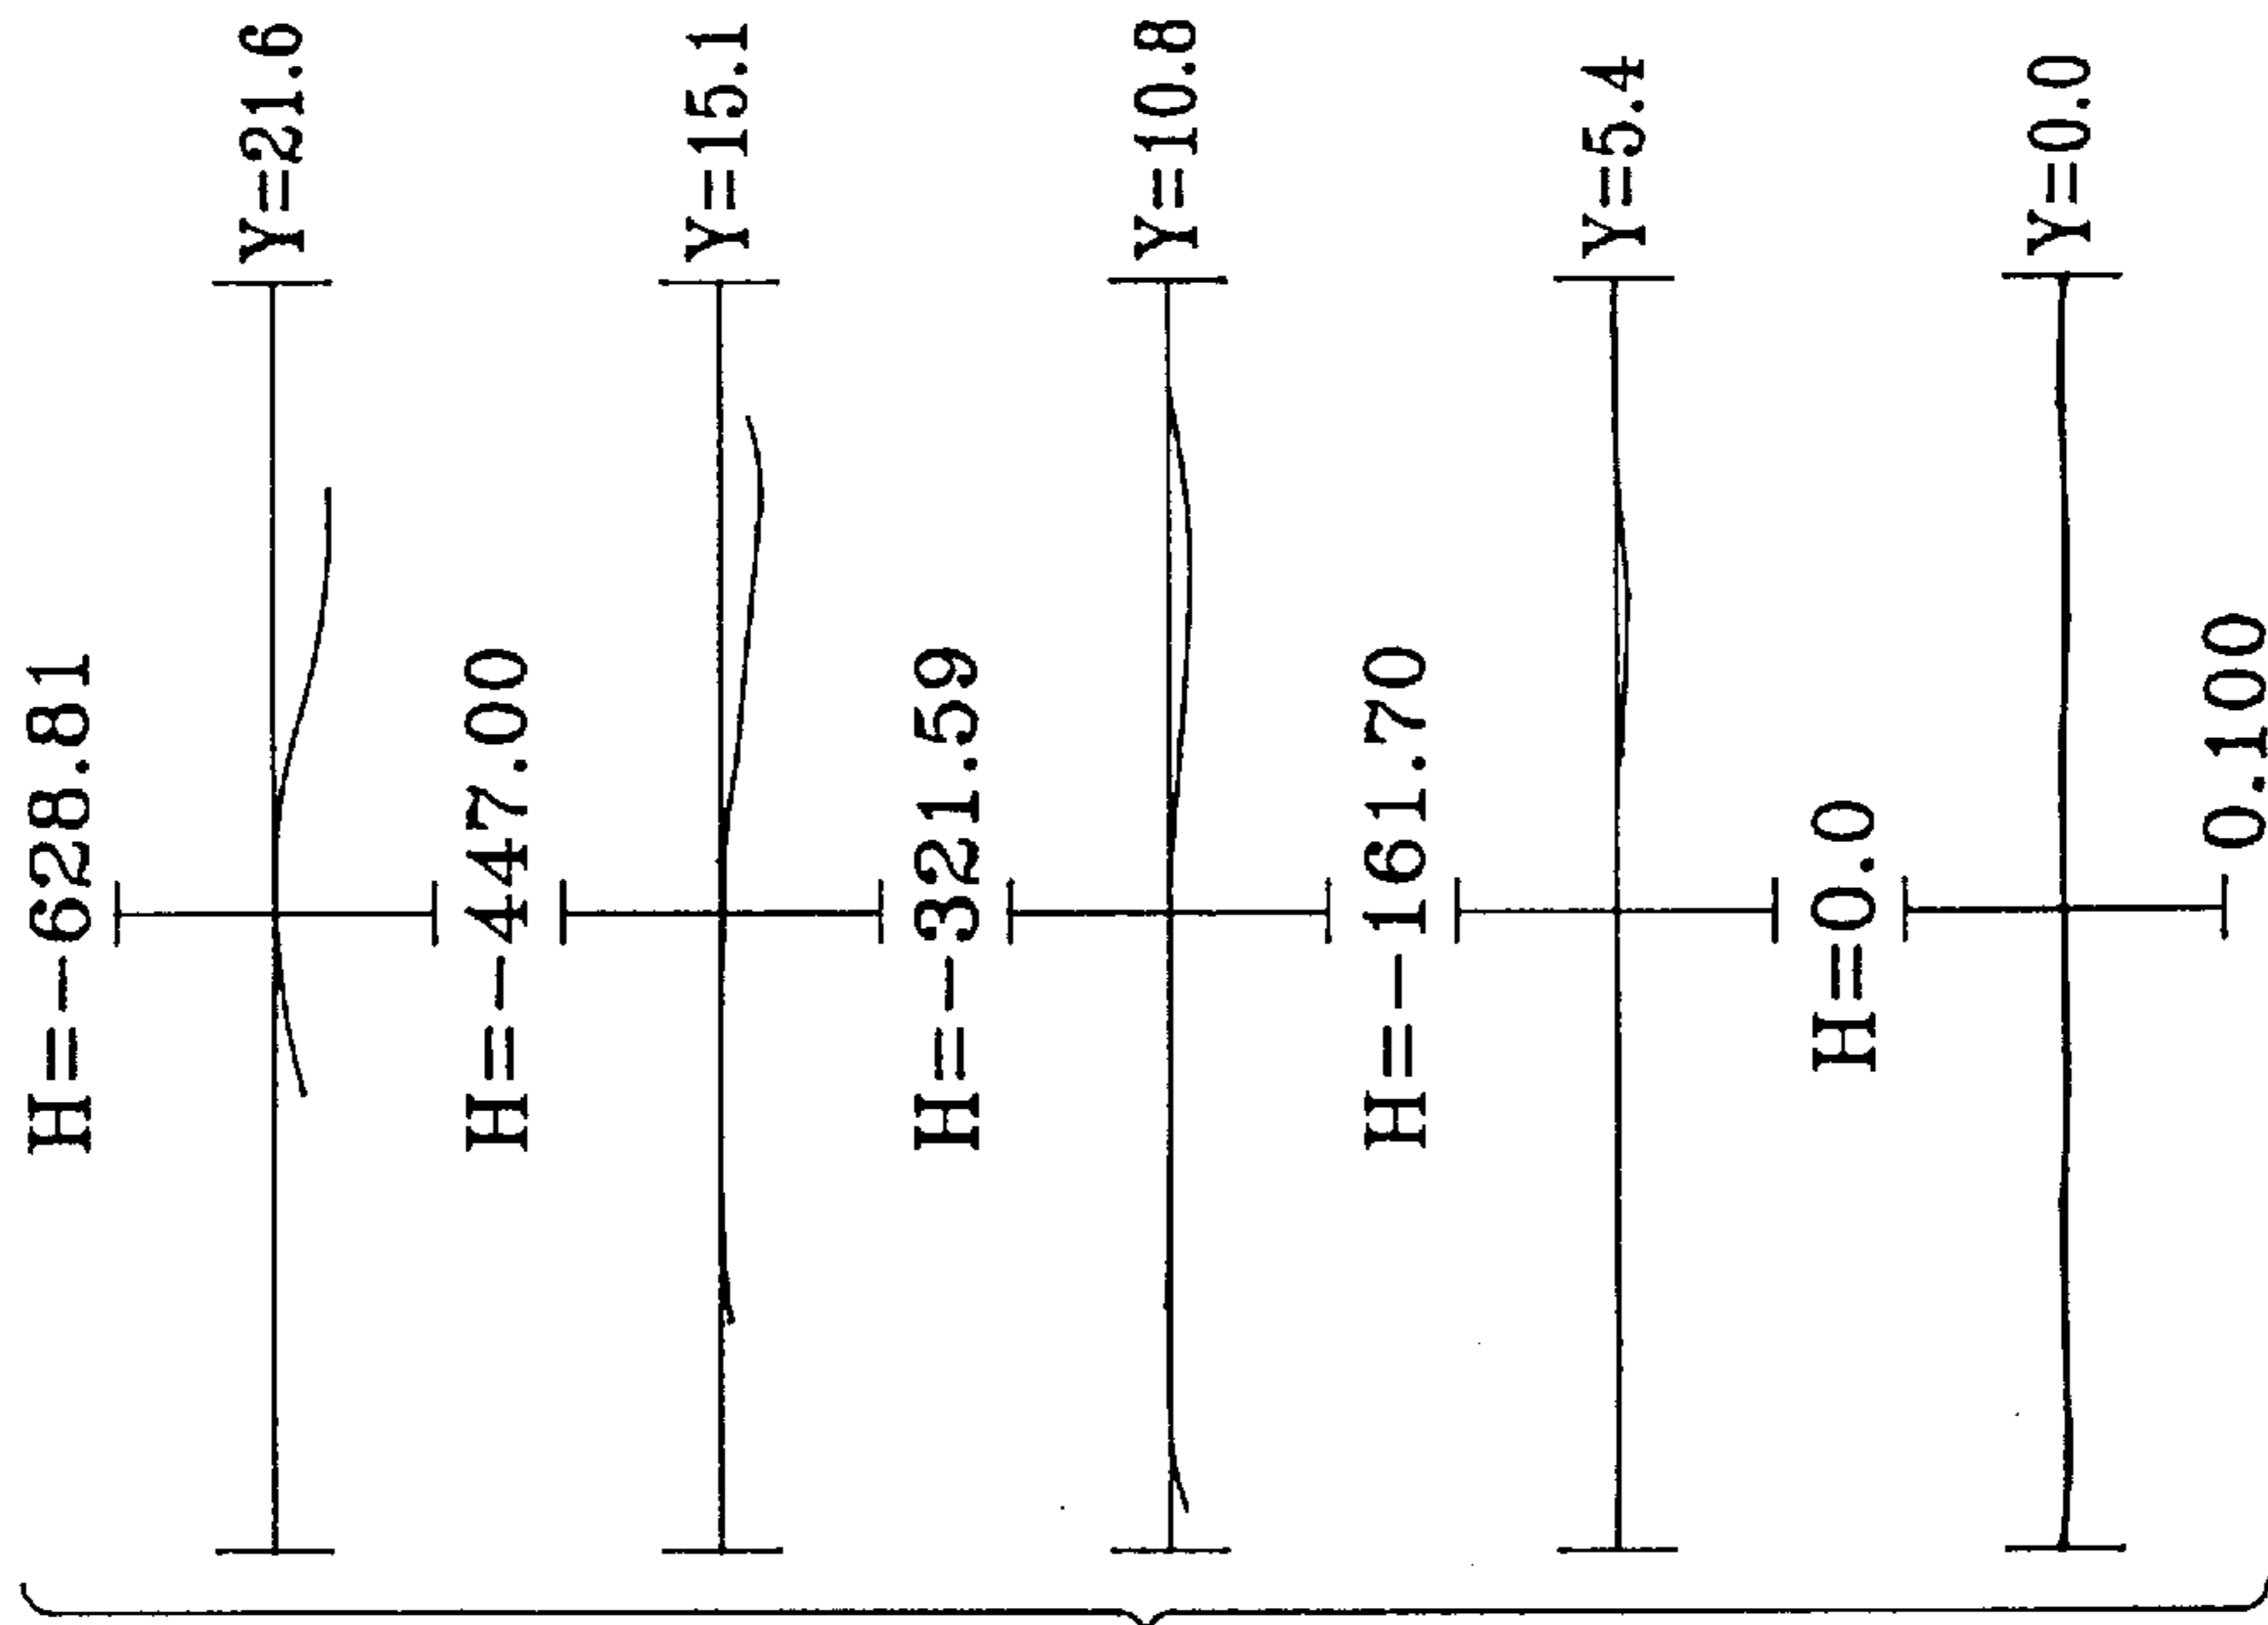 H=-628.81
Y=21.6
H=-447.00
Y=15.1
H=-321.59
Y=10.8
H=-161.70
Y=5.4
H=0.0
Y=0.0
0.100